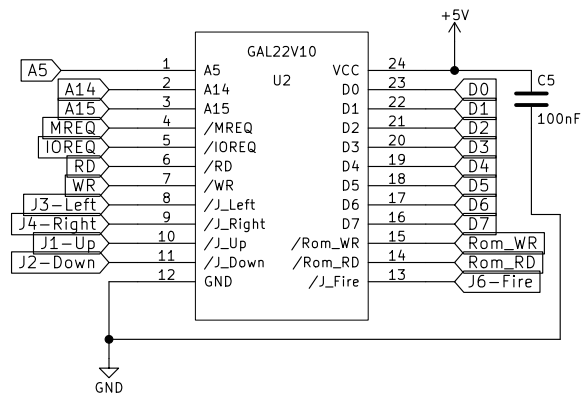 +5V
GAL22V10
U2
A5 1 A5 VCC 24
A14 2 A14 D0 23 D0
A15 3 A15 D1 22 D1
MREQ 4 /MREQ D2 21 D2
IOREQ 5 /IOREQ D3 20 D3
RD 6 /RD D4 19 D4
WR 7 /WR D5 18 D5
J3-Left 8 /J_Left D6 17 D6
J4-Right 9 /J_Right D7 16 D7
J1-Up 10 /J_Up /Rom_WR 15 Rom_WR
J2-Down 11 /J_Down /Rom_RD 14 Rom_RD
12 GND /J_Fire 13 J6-Fire
C5
100nF
GND